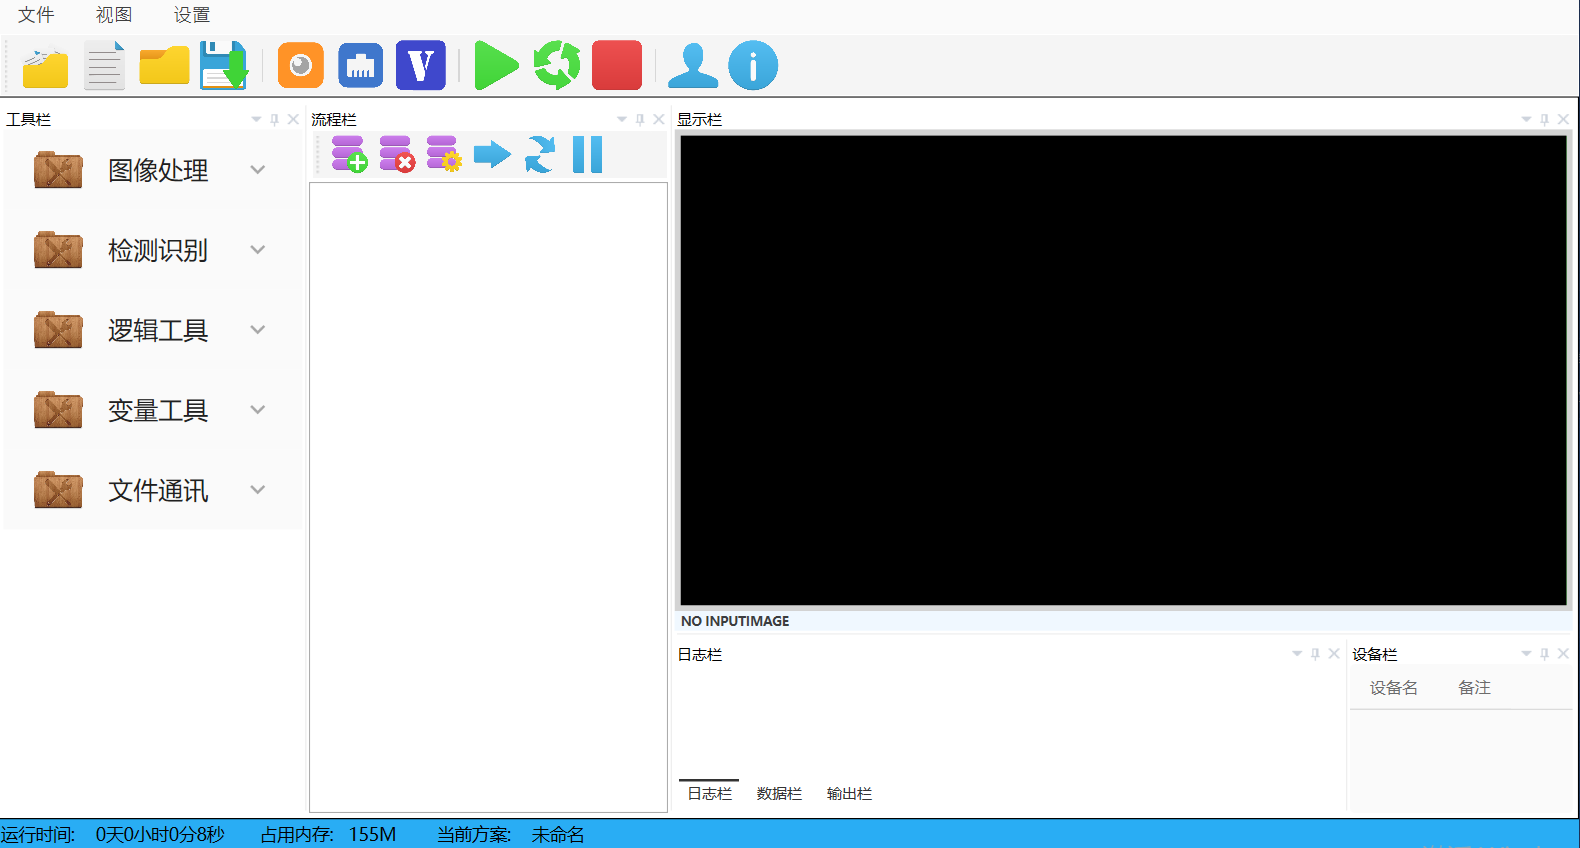 文件 视图 设置
V
i
工具栏
图像处理
检测识别
逻辑工具
变量工具
文件通讯
流程栏
显示栏
NO INPUTIMAGE
日志栏
日志栏 数据栏 输出栏
设备栏
设备名 备注
运行时间: 0天0小时0分8秒 占用内存: 155M 当前方案: 未命名